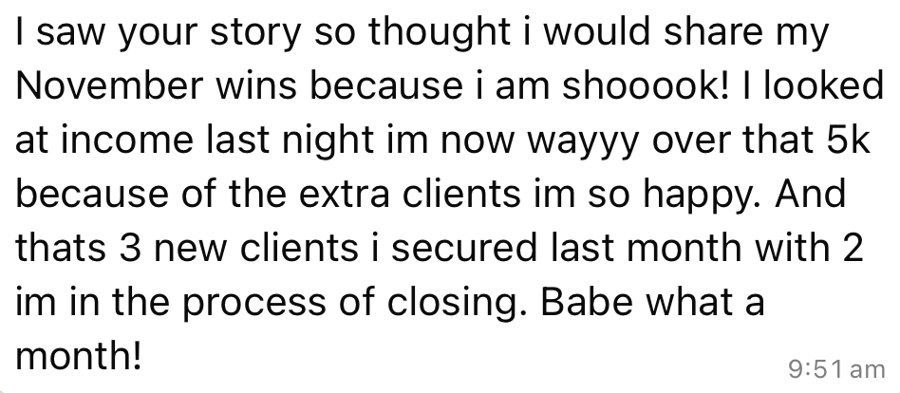 I saw your story so thought i would share my
November wins because i am shooook! I looked
at income last night im now wayyy over that 5k
because of the extra clients im so happy. And
thats 3 new clients i secured last month with 2
im in the process of closing. Babe what a
month!
9:51 am